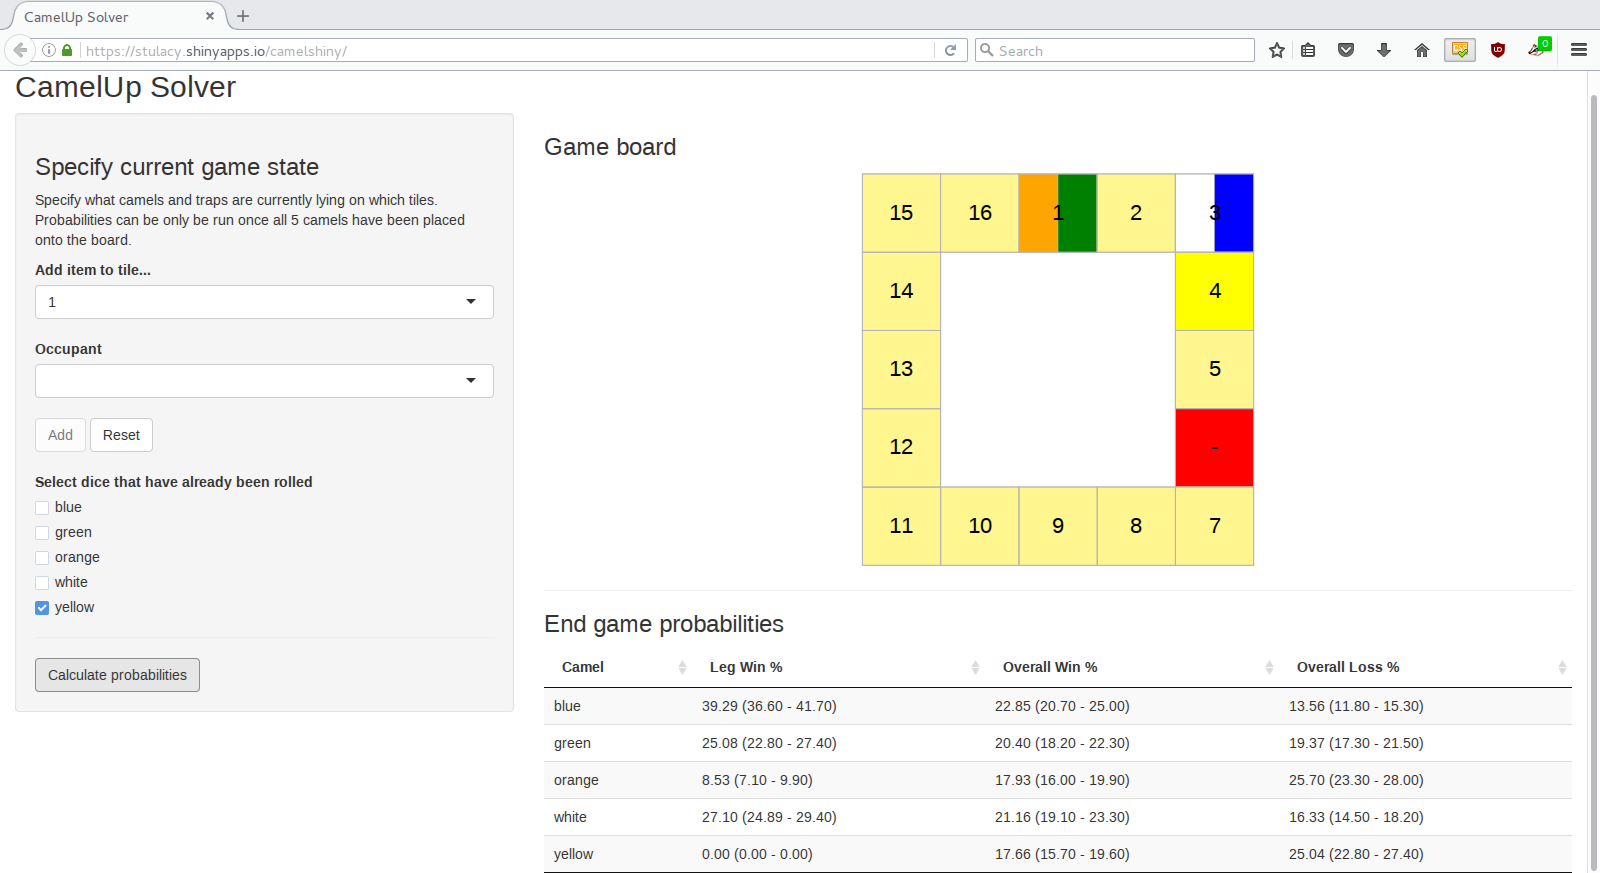 CamelUp Solver
https://stulacy.shinyapps.io/camelshiny/
Search
0
CamelUp Solver
Specify current game state
Specify what camels and traps are currently lying on which tiles.
Probabilities can be only be run once all 5 camels have been placed
onto the board.
Add item to tile...
1
Occupant
Add Reset
Select dice that have already been rolled
blue
green
orange
white
yellow
Calculate probabilities
Game board
15 16 1 2 3
14 4
13 5
12 -
11 10 9 8 7
End game probabilities
Camel Leg Win % Overall Win % Overall Loss %
blue 39.29 (36.60 - 41.70) 22.85 (20.70 - 25.00) 13.56 (11.80 - 15.30)
green 25.08 (22.80 - 27.40) 20.40 (18.20 - 22.30) 19.37 (17.30 - 21.50)
orange 8.53 (7.10 - 9.90) 17.93 (16.00 - 19.90) 25.70 (23.30 - 28.00)
white 27.10 (24.89 - 29.40) 21.16 (19.10 - 23.30) 16.33 (14.50 - 18.20)
yellow 0.00 (0.00 - 0.00) 17.66 (15.70 - 19.60) 25.04 (22.80 - 27.40)